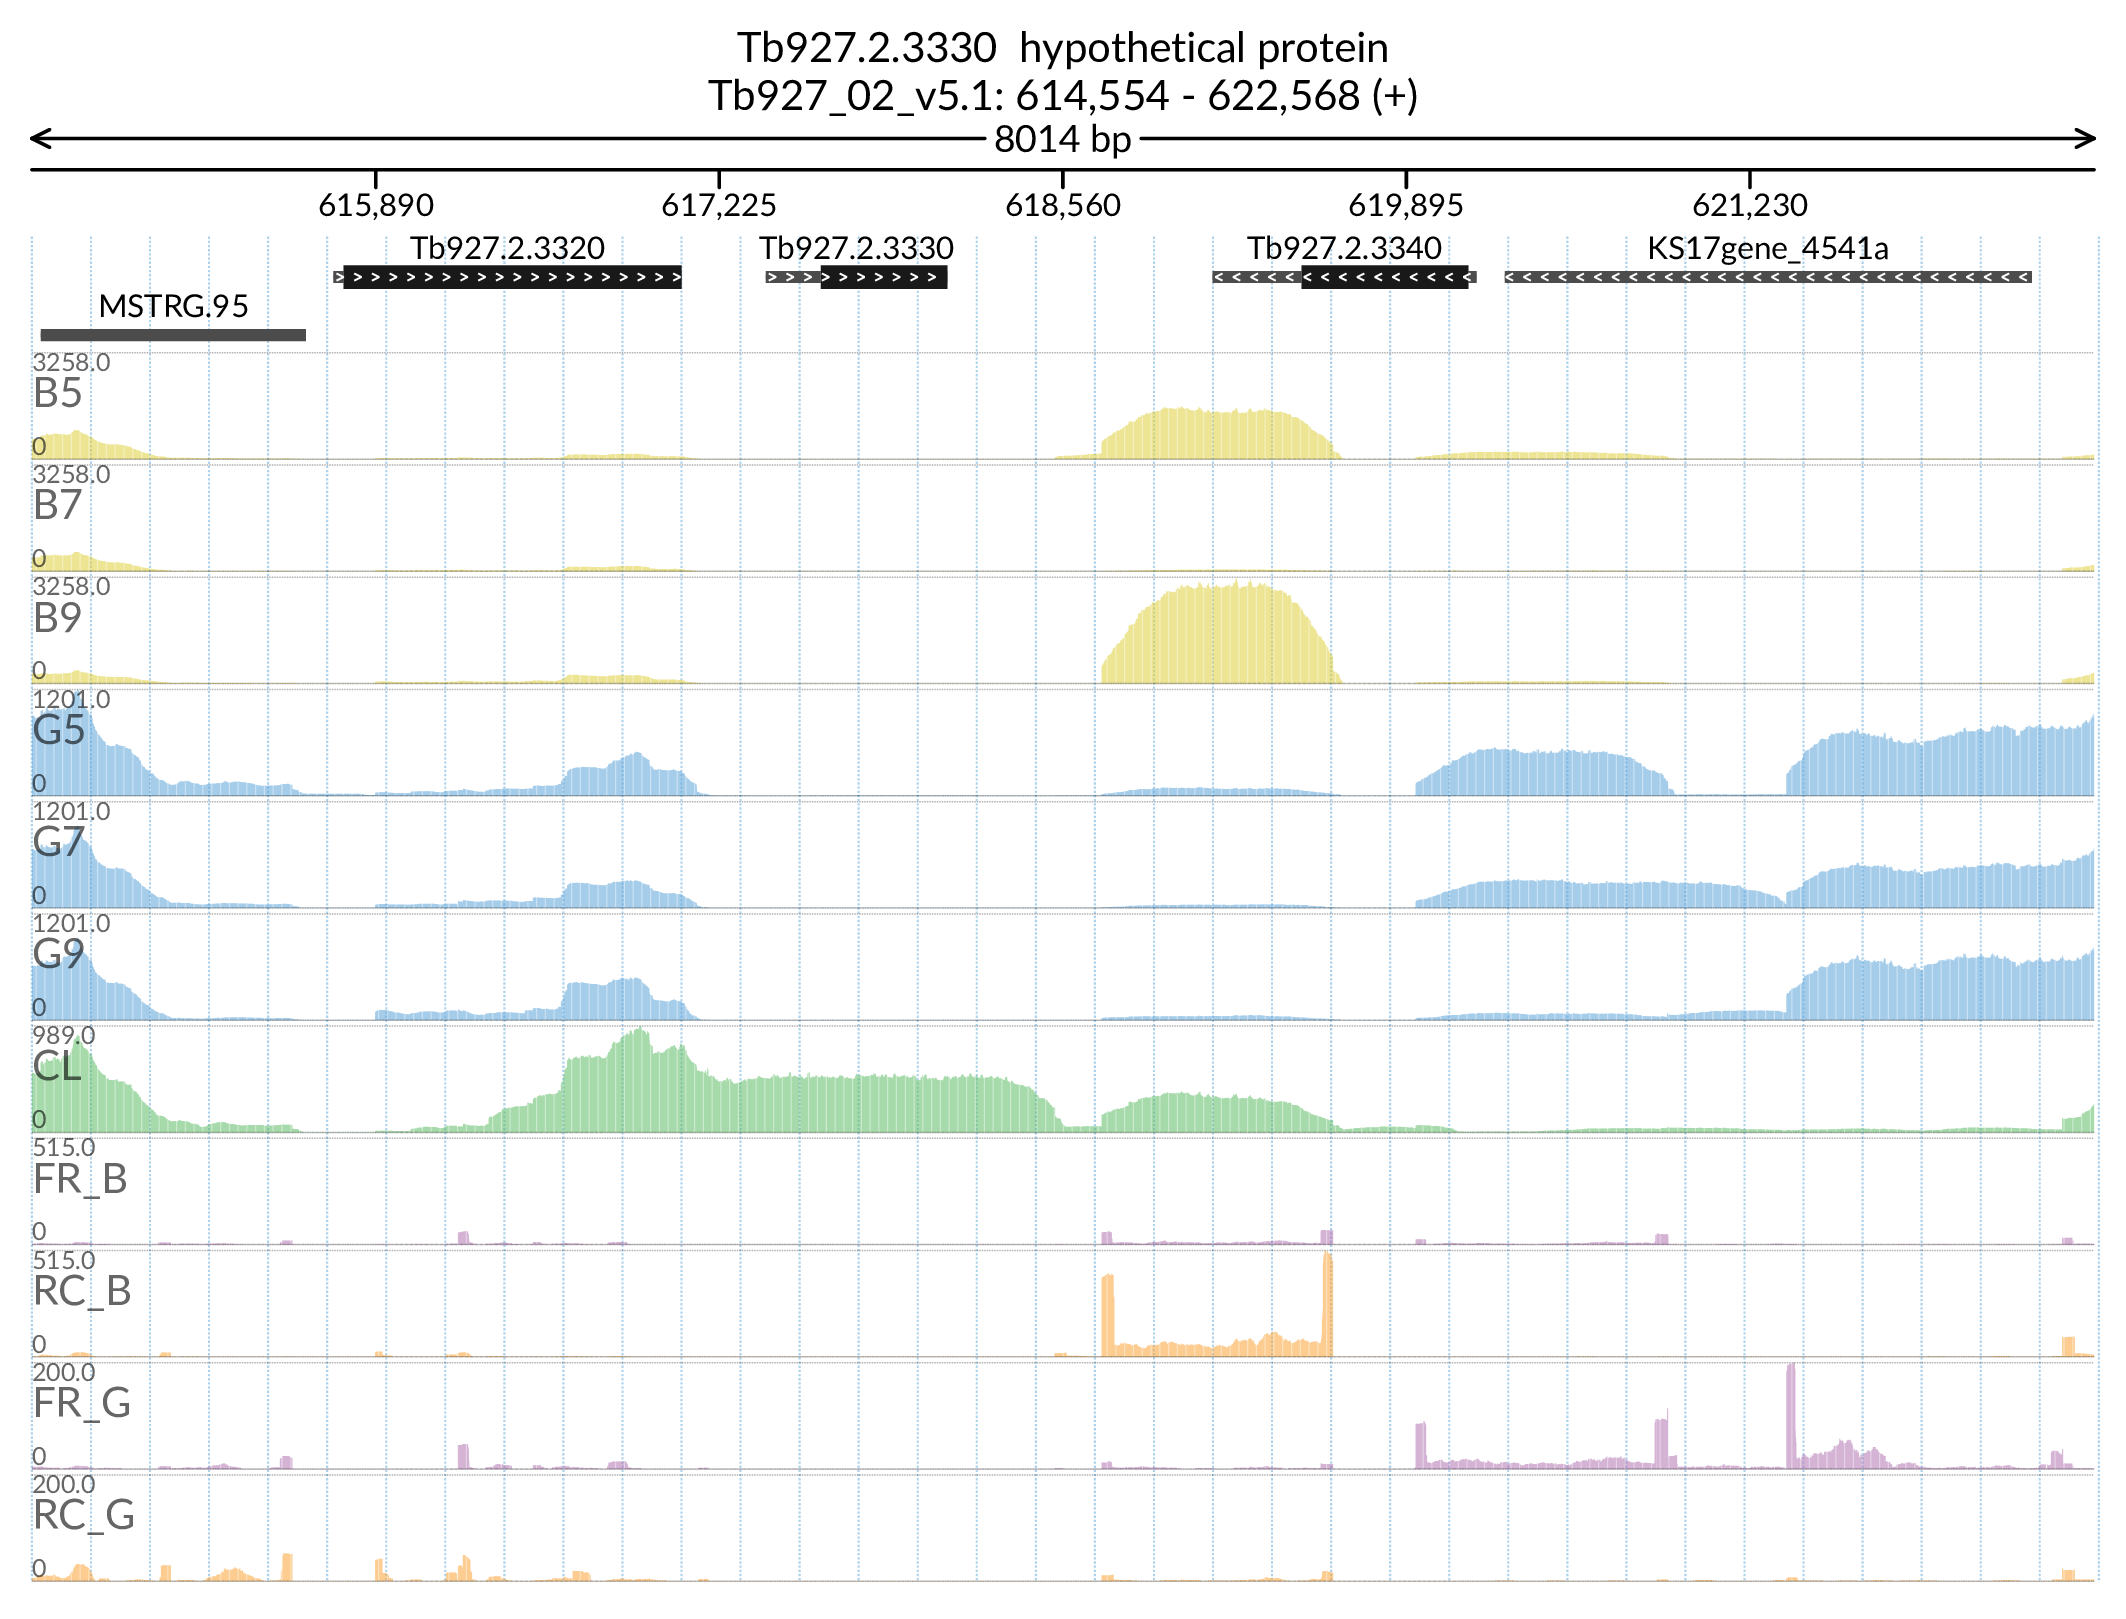 Tb927.2.3330  hypothetical protein
Tb927_02_v5.1: 614,554 - 622,568 (+)
8014 bp
615,890 617,225 618,560 619,895 621,230
Tb927.2.3320 Tb927.2.3330 Tb927.2.3340 KS17gene_4541a
MSTRG.95
3258.0
B5
0
3258.0
B7
0
3258.0
B9
0
1201.0
G5
0
1201.0
G7
0
1201.0
G9
0
989.0
CL
0
515.0
FR_B
0
515.0
RC_B
0
200.0
FR_G
0
200.0
RC_G
0